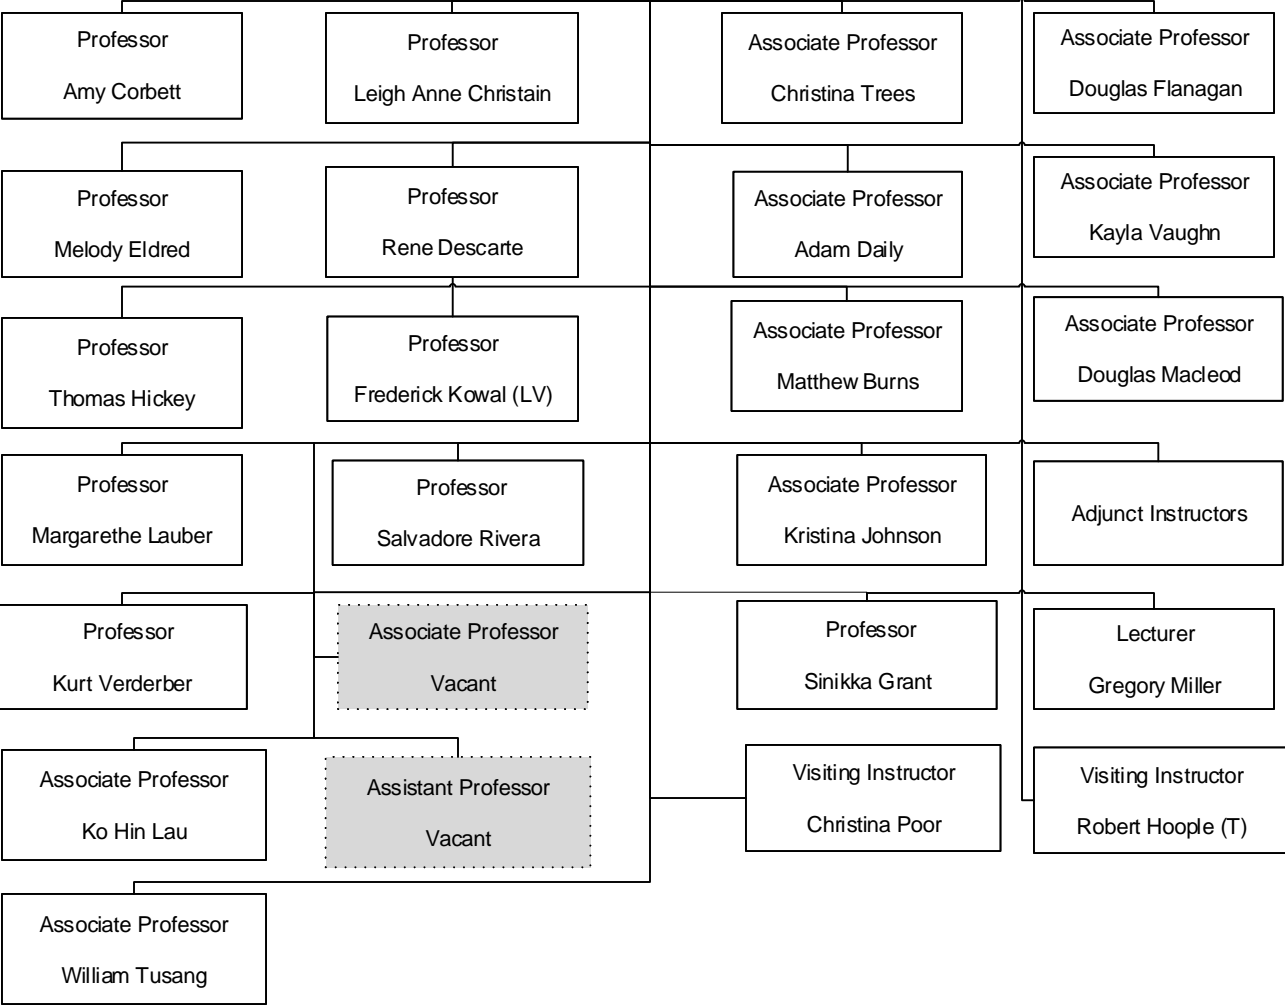 Professor
Amy Corbett
Professor
Leigh Anne Christain
Associate Professor
Christina Trees
Associate Professor
Douglas Flanagan
Professor
Melody Eldred
Professor
Rene Descarte
Associate Professor
Adam Daily
Associate Professor
Kayla Vaughn
Professor
Thomas Hickey
Professor
Frederick Kowal (LV)
Associate Professor
Matthew Burns
Associate Professor
Douglas Macleod
Professor
Margarethe Lauber
Professor
Salvadore Rivera
Associate Professor
Kristina Johnson
Adjunct Instructors
Professor
Kurt Verderber
Associate Professor
Vacant
Professor
Sinikka Grant
Lecturer
Gregory Miller
Associate Professor
Ko Hin Lau
Assistant Professor
Vacant
Visiting Instructor
Christina Poor
Visiting Instructor
Robert Hoople (T)
Associate Professor
William Tusang